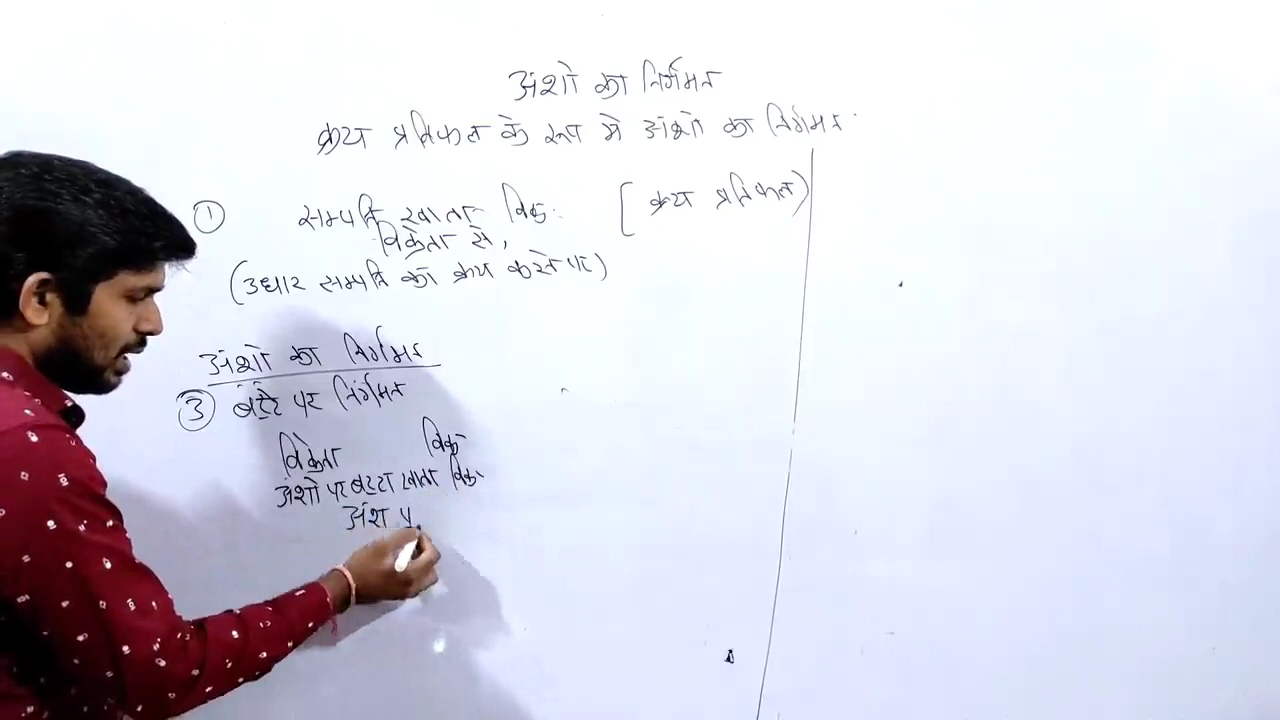 अंशो का निर्गमन
क्रय प्रतिफल के रूप मे अंशो का निर्गमन
① सम्पत्ति खाता विक. [क्रय प्रतिफल)
विक्रेता से,
(उधार सम्पत्ति को क्रय करने पर)
अंशो का निर्गमन
③ बट्टे पर निर्गमन
विक्रेता विक
अंशो पर बट्टा खाता विक.
अंश प